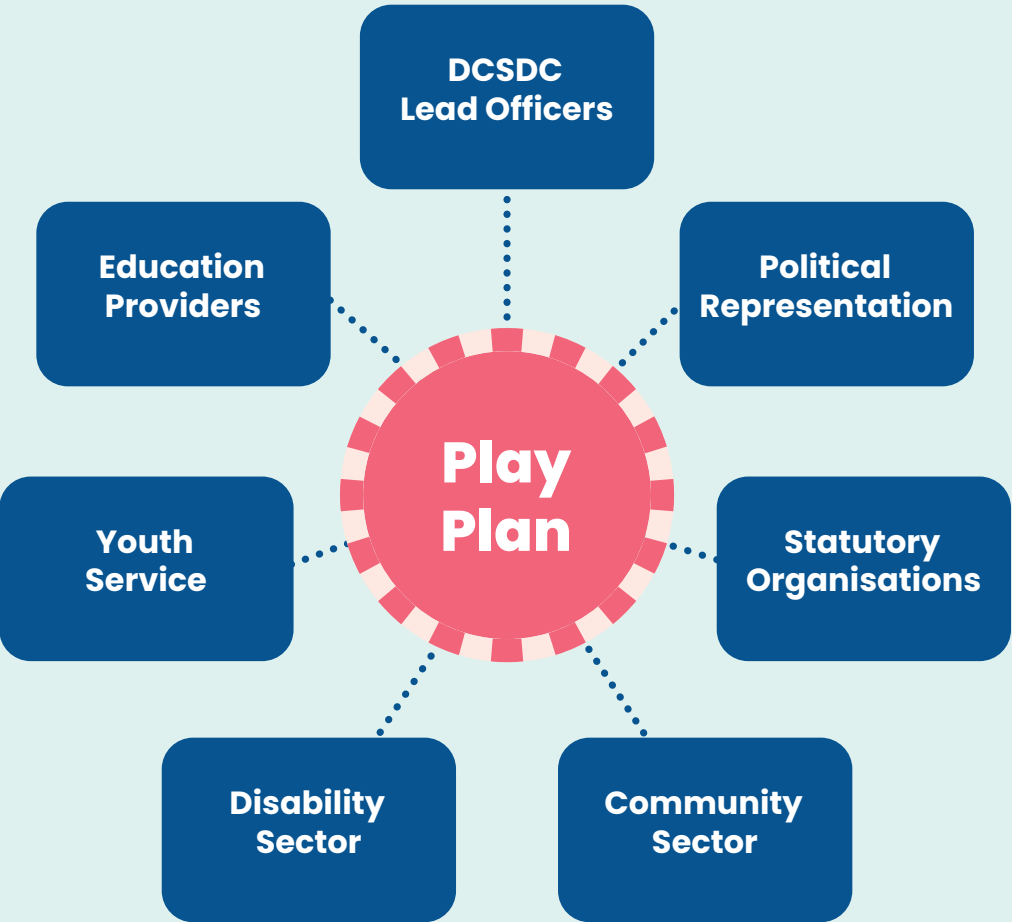 DCSDC
Lead Officers
Education
Providers
Political
Representation
Play
Plan
Youth
Service
Statutory
Organisations
Disability
Sector
Community
Sector